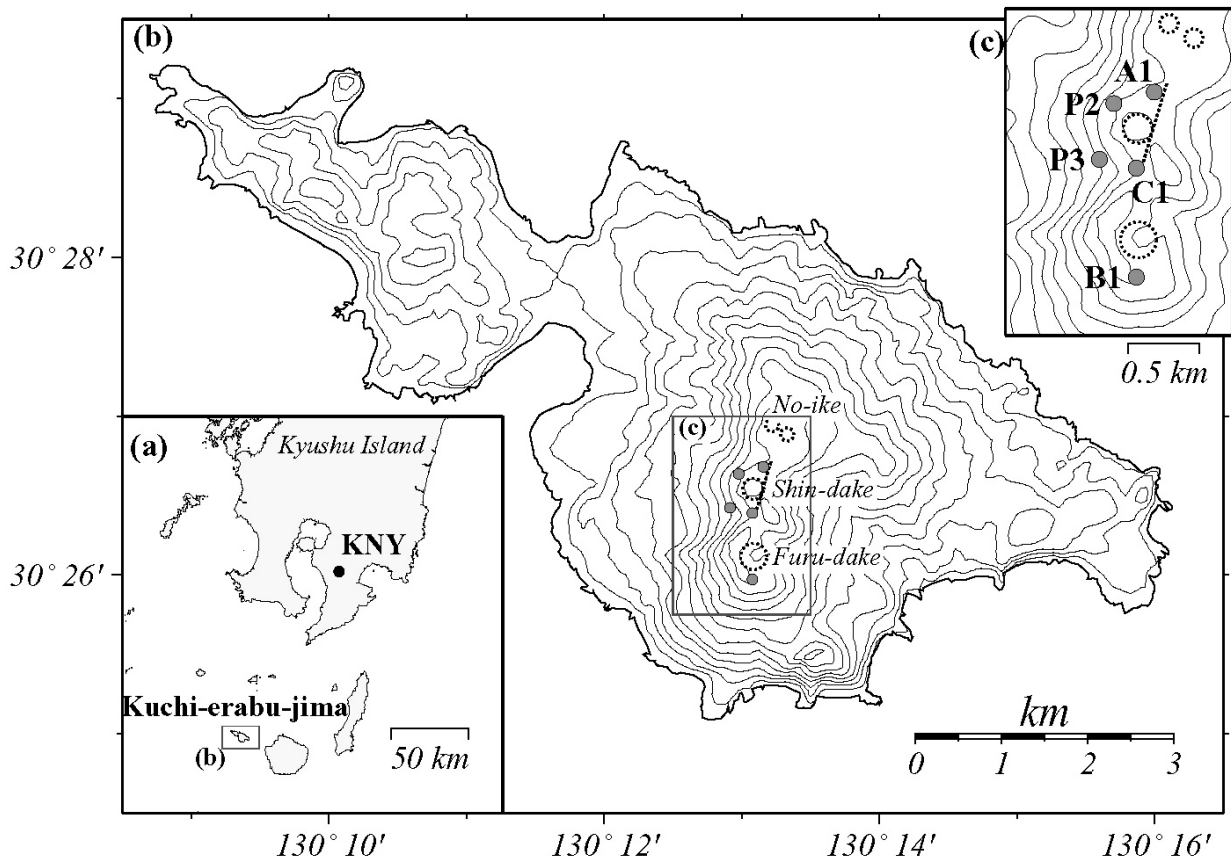 (b)
(c)
A1
P2
P3
C1
B1
0.5 km
30° 28'
30° 26'
No-ike
(c)
Shin-dake
Furu-dake
(a)
Kyushu Island
KNY
Kuchi-erabu-jima
(b)
50 km
km
0 1 2 3
130° 10' 130° 12' 130° 14' 130° 16'